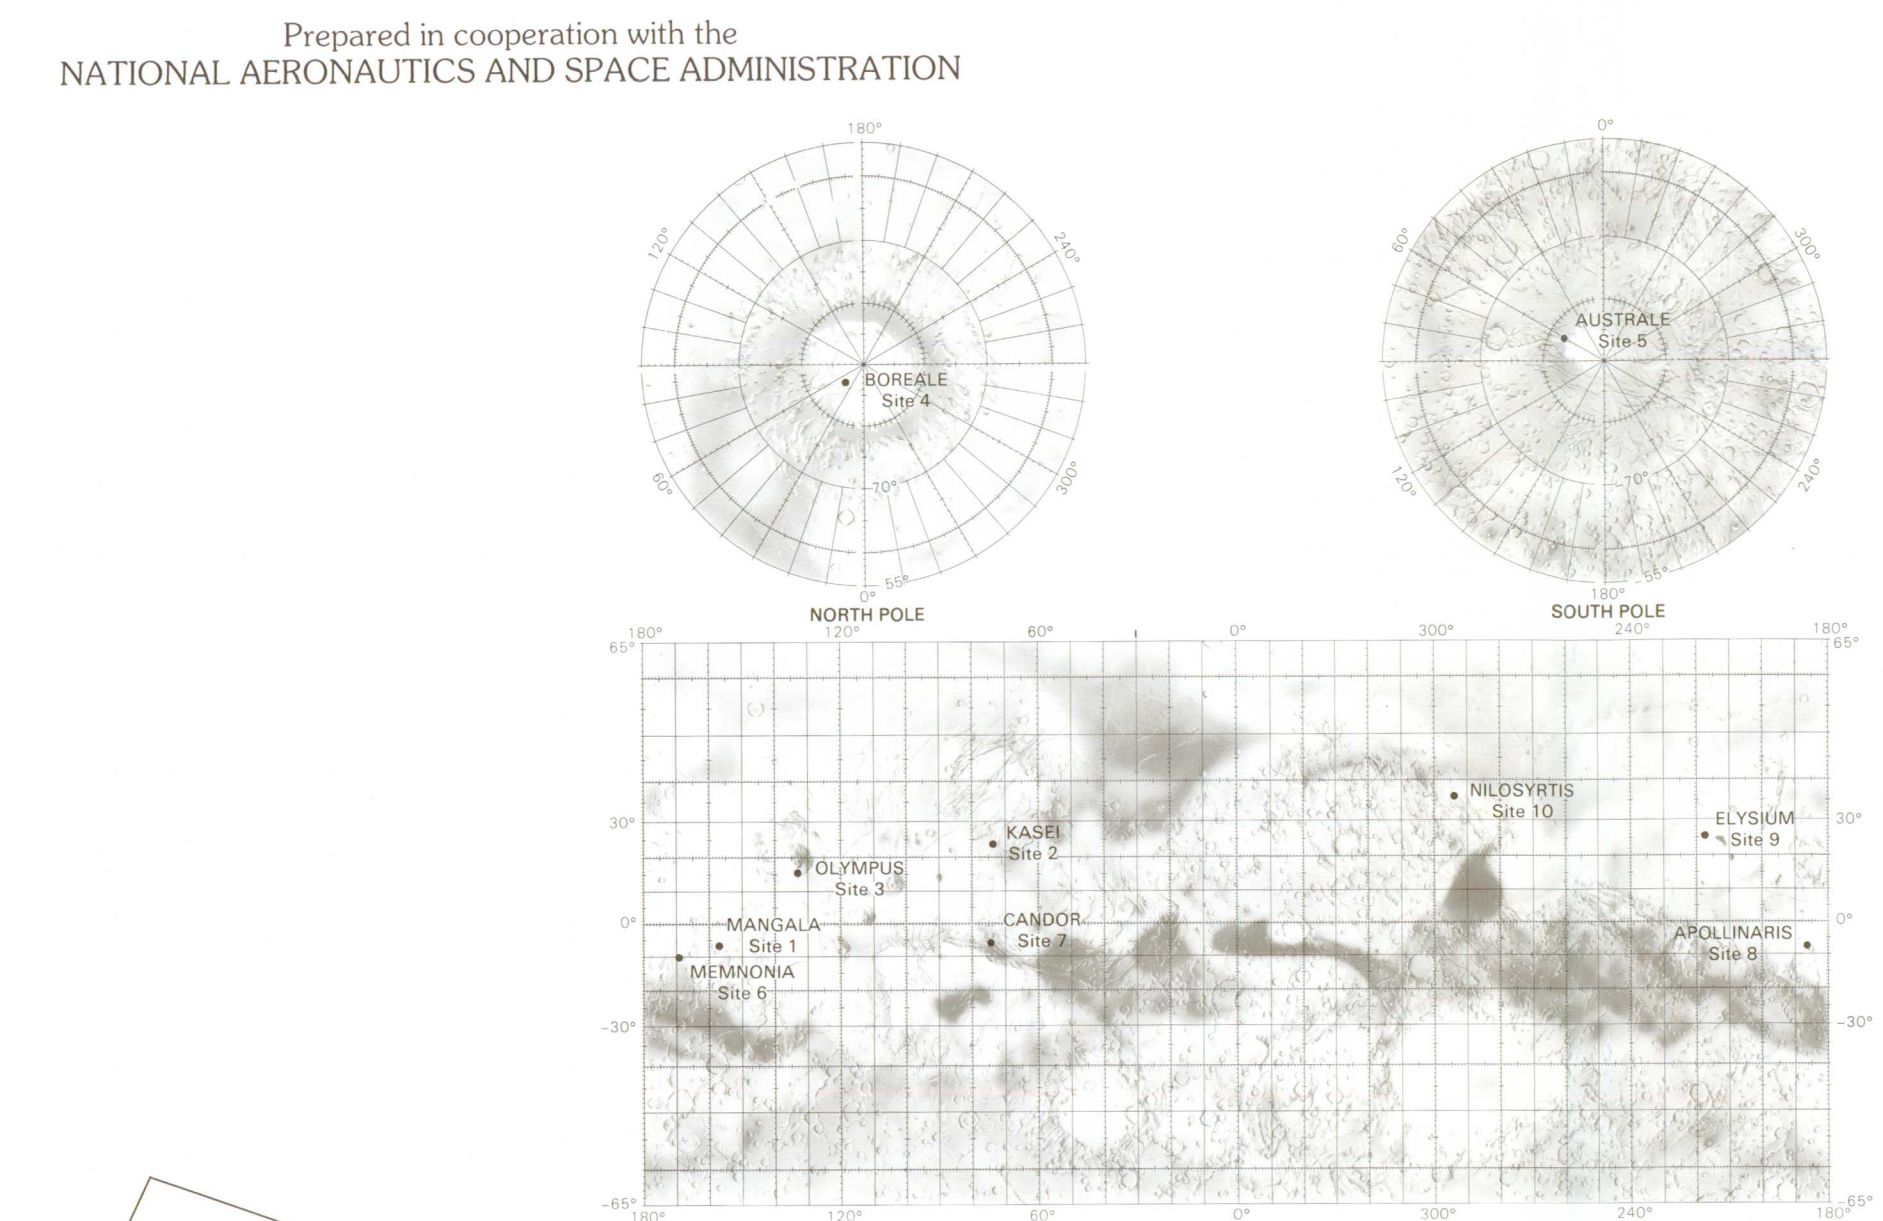 Prepared in cooperation with the
NATIONAL AERONAUTICS AND SPACE ADMINISTRATION
180°
120°
240°
BOREALE
Site 4
60°
300°
70°
55°
0°
NORTH POLE
0°
60°
300°
AUSTRALE
Site 5
120°
240°
-70°
-55°
180°
SOUTH POLE
180° 120° 60° 0° 300° 240° 180°
65° 65°
NILOSYRTIS
Site 10
30° 30°
ELYSIUM
Site 9
KASEI
Site 2
OLYMPUS
Site 3
0° 0°
MANGALA
Site 1
CANDOR
Site 7
APOLLINARIS
Site 8
MEMNONIA
Site 6
-30° -30°
-65° -65°
180° 120° 60° 0° 300° 240° 180°